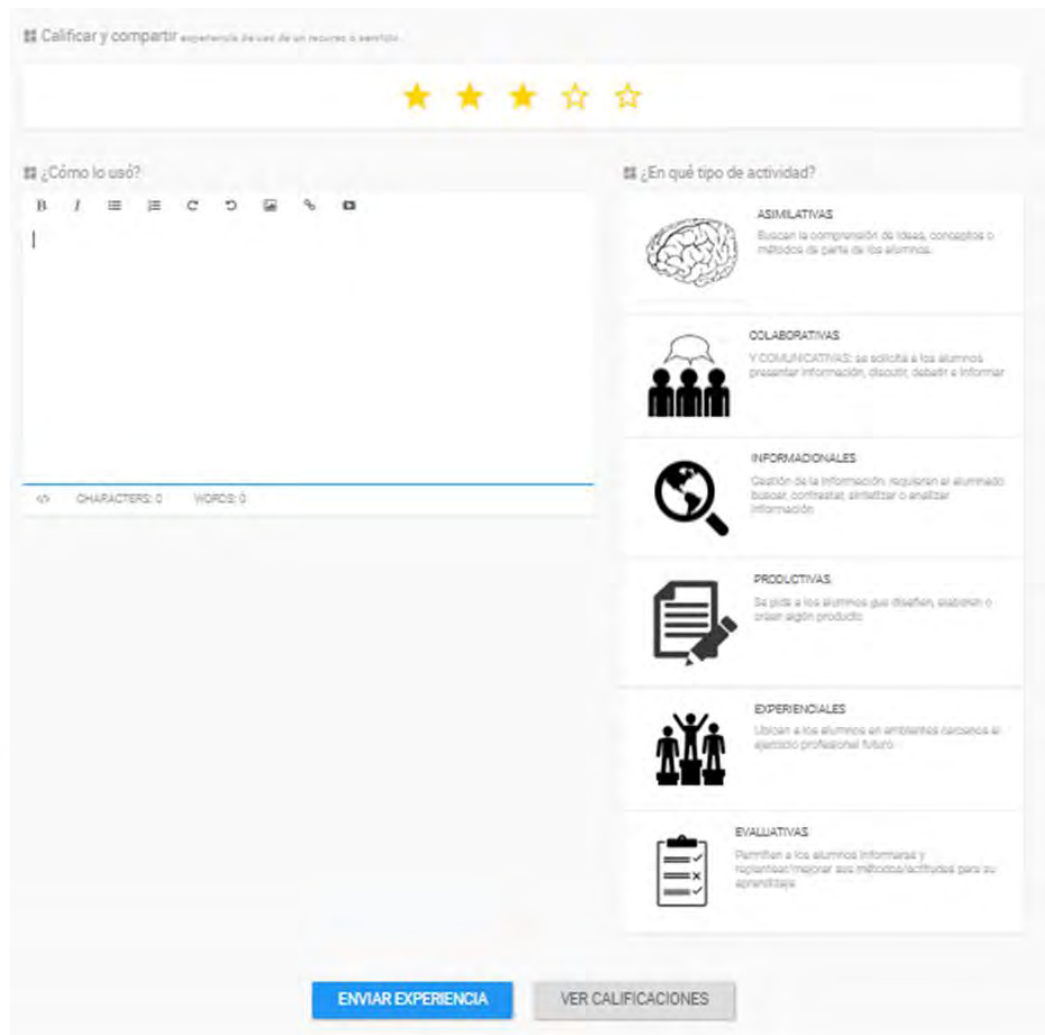 Calificar y compartir experiencia de uso de un recurso o servicio
¿Cómo lo usó?
B I
CHARACTERS: 0 WORDS: 0
¿En qué tipo de actividad?
ASIMILATIVAS
Buscan la comprensión de ideas, conceptos o
métodos de parte de los alumnos.
COLABORATIVAS
Y COMUNICATIVAS: se solicita a los alumnos
presentar información, discutir, debatir e informar
INFORMACIONALES
Gestión de la información: requieren al alumnado
buscar, contrastar, sintetizar o analizar
información
PRODUCTIVAS
Se pide a los alumnos que diseñen, elaboren o
creen algún producto
EXPERIENCIALES
Ubican a los alumnos en ambientes cercanos al
ejercicio profesional futuro
EVALUATIVAS
Permiten a los alumnos informarse y
replantear/mejorar sus métodos/actitudes para su
aprendizaje
ENVIAR EXPERIENCIA VER CALIFICACIONES